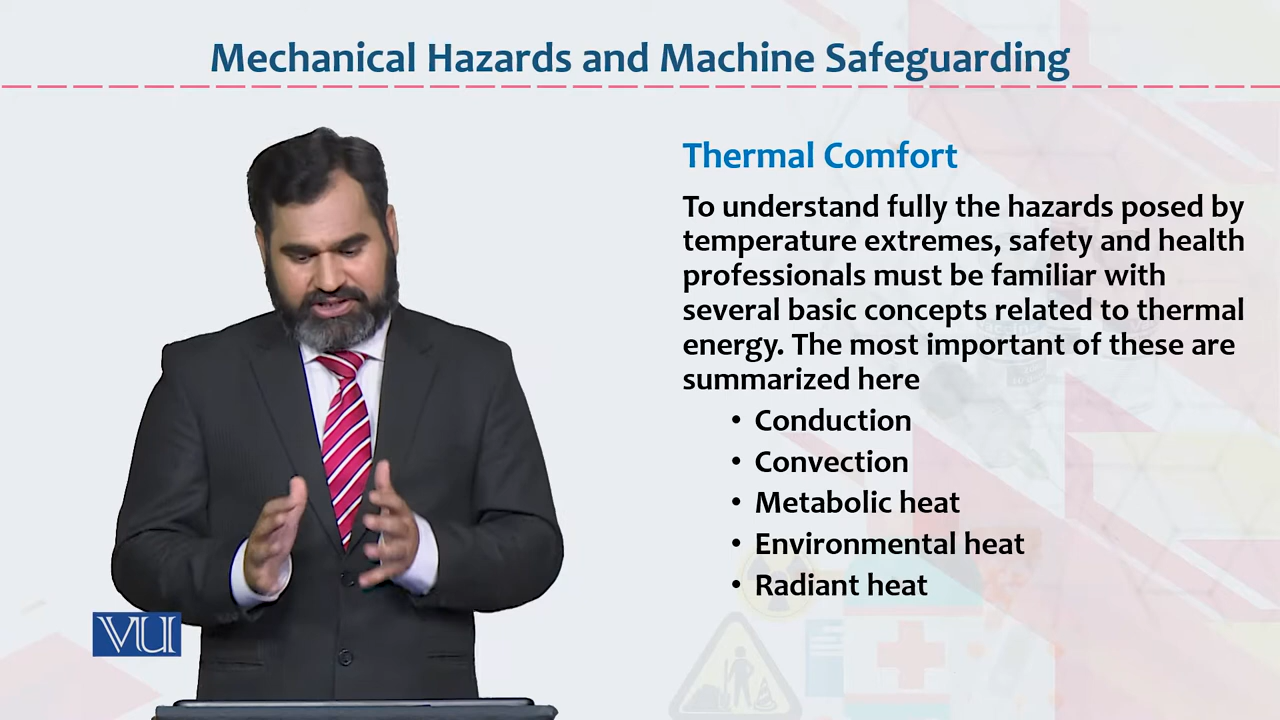 Mechanical Hazards and Machine Safeguarding
Thermal Comfort
To understand fully the hazards posed by
temperature extremes, safety and health
professionals must be familiar with
several basic concepts related to thermal
energy. The most important of these are
summarized here
• Conduction
• Convection
• Metabolic heat
• Environmental heat
• Radiant heat
VU